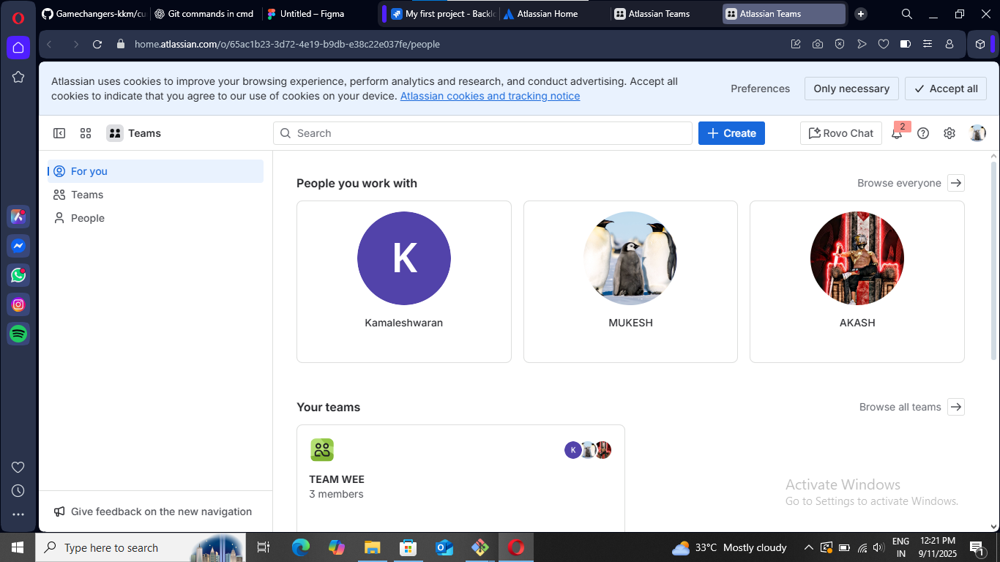 Gamechangers-kkm/cu
Git commands in cmd
Untitled – Figma
My first project - Backlo
Atlassian Home
Atlassian Teams
Atlassian Teams
home.atlassian.com/o/65ac1b23-3d72-4e19-b9db-e38c22e037fe/people
Atlassian uses cookies to improve your browsing experience, perform analytics and research, and conduct advertising. Accept all
cookies to indicate that you agree to our use of cookies on your device. Atlassian cookies and tracking notice
Preferences
Only necessary
Accept all
Teams
Search
Create
Rovo Chat
2
For you
Teams
People
People you work with
Browse everyone
K
Kamaleshwaran
MUKESH
AKASH
Your teams
Browse all teams
K
TEAM WEE
3 members
Activate Windows
Go to Settings to activate Windows.
Give feedback on the new navigation
Type here to search
33°C Mostly cloudy
ENG
IN
12:21 PM
9/11/2025
1